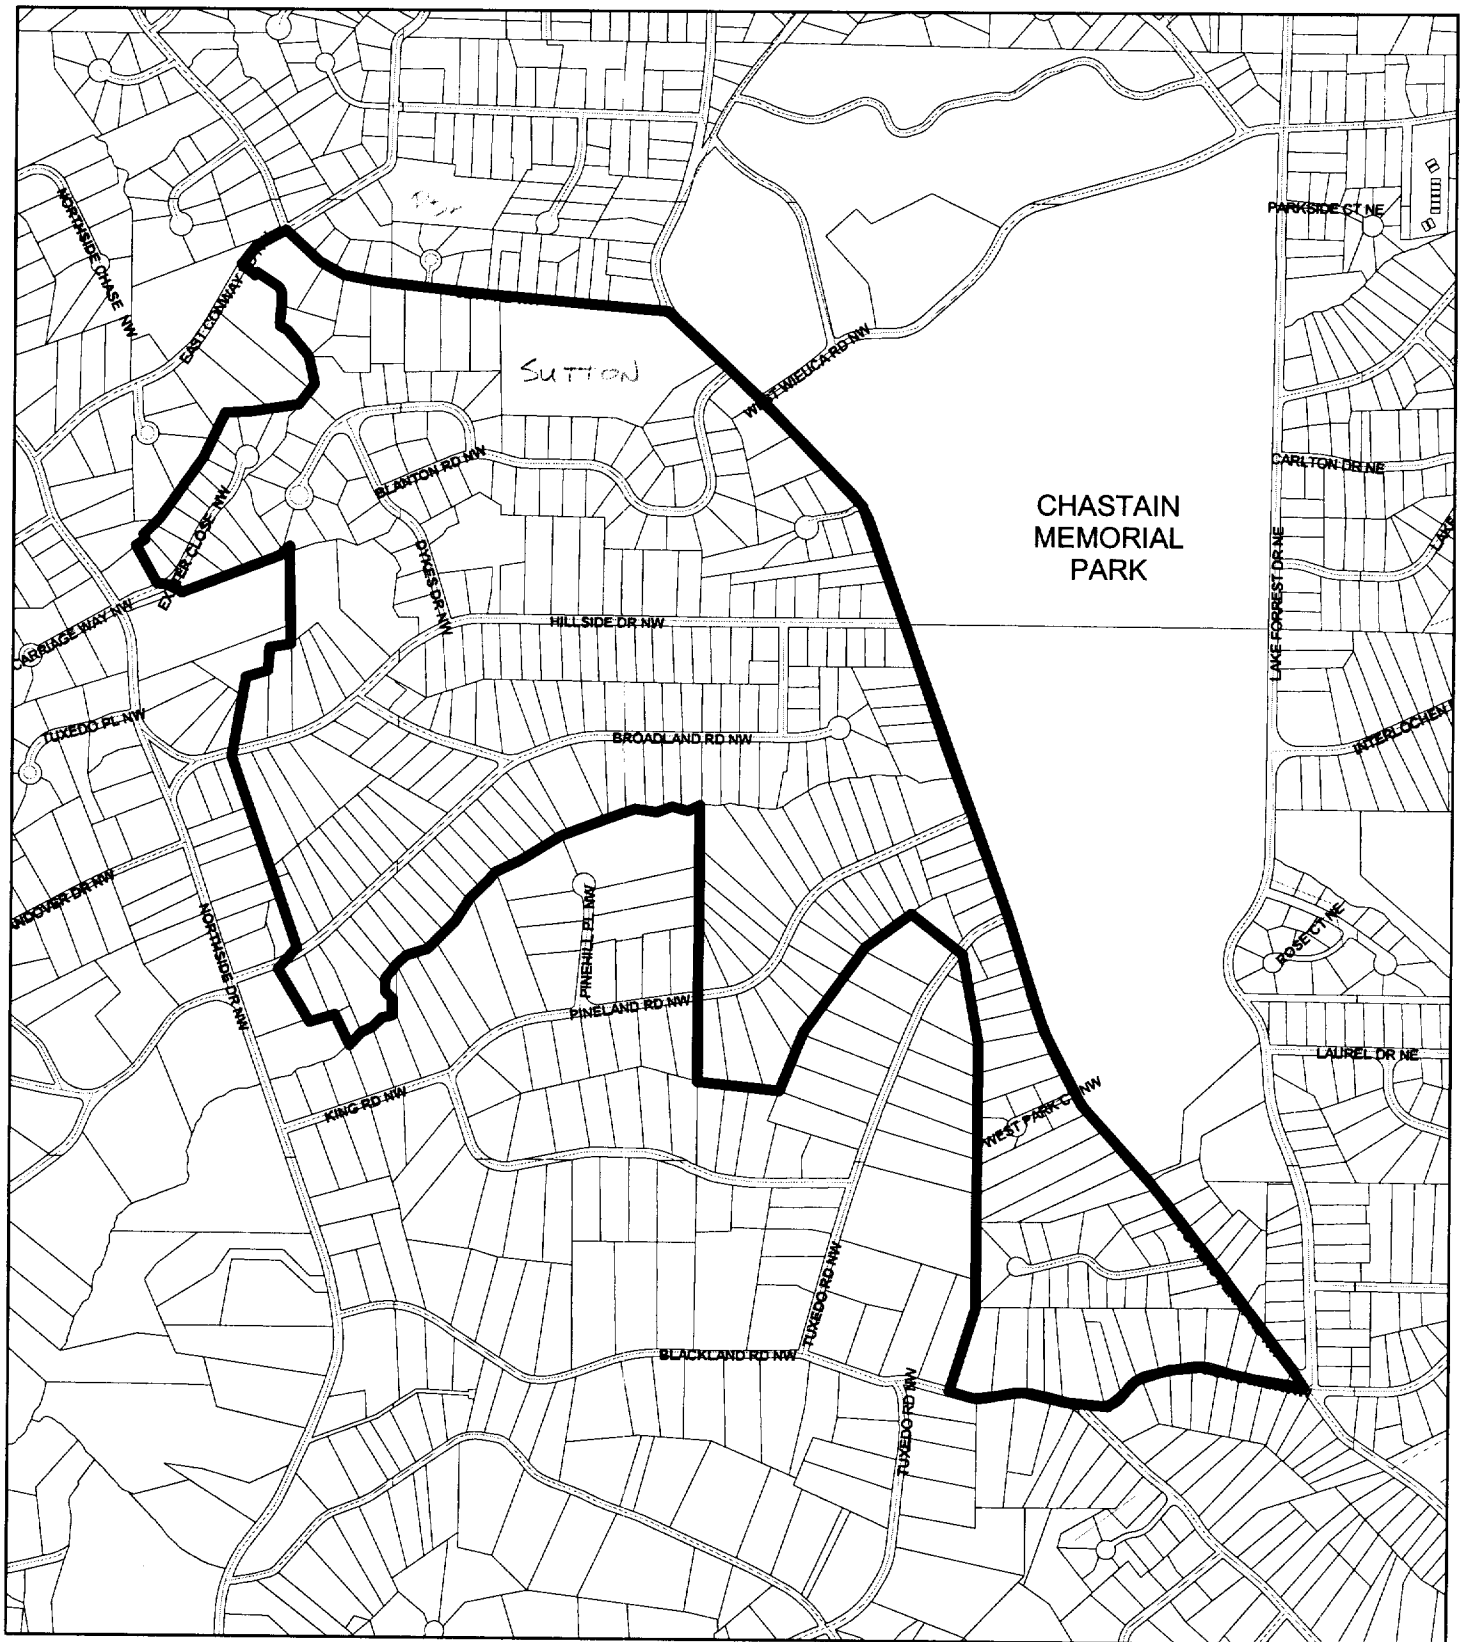 PARKSIDE CT NE
NORTHSIDE CHASE NW
EAST CONWAY
SUTTON
WEST WIEUCA RD NW
BLANTON RD NW
CARLTON DR NE
CHASTAIN
MEMORIAL
PARK
EXETER CLOSE NW
DYKES DR NW
LAKE FORREST DR NE
LAKE
CARRIAGE WAY NW
HILLSIDE DR NW
TUXEDO PL NW
BROADLAND RD NW
INTERLOCHEN
ANDOVER DR NW
NORTHSIDE DR NW
PINEHILL PL NW
ROSE CT NE
PINELAND RD NW
LAUREL DR NE
KING RD NW
WEST PARK CT NW
TUXEDO RD NW
BLACKLAND RD NW
TUXEDO RD NW